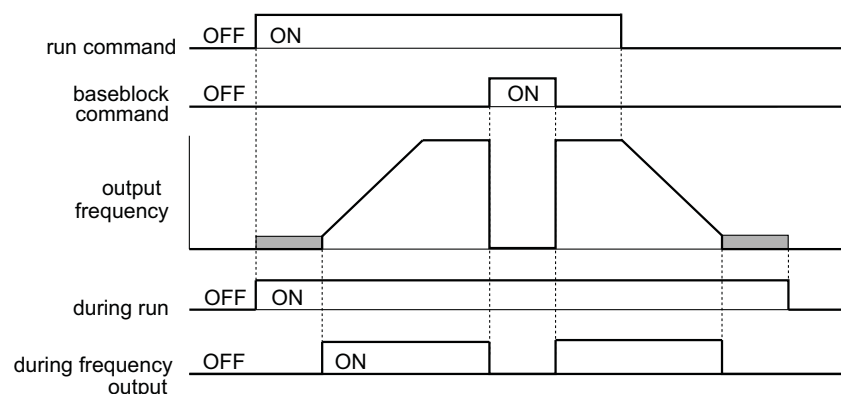 run command OFF ON
baseblock
command
OFF ON
output
frequency
during run OFF ON
during frequency
output
OFF ON